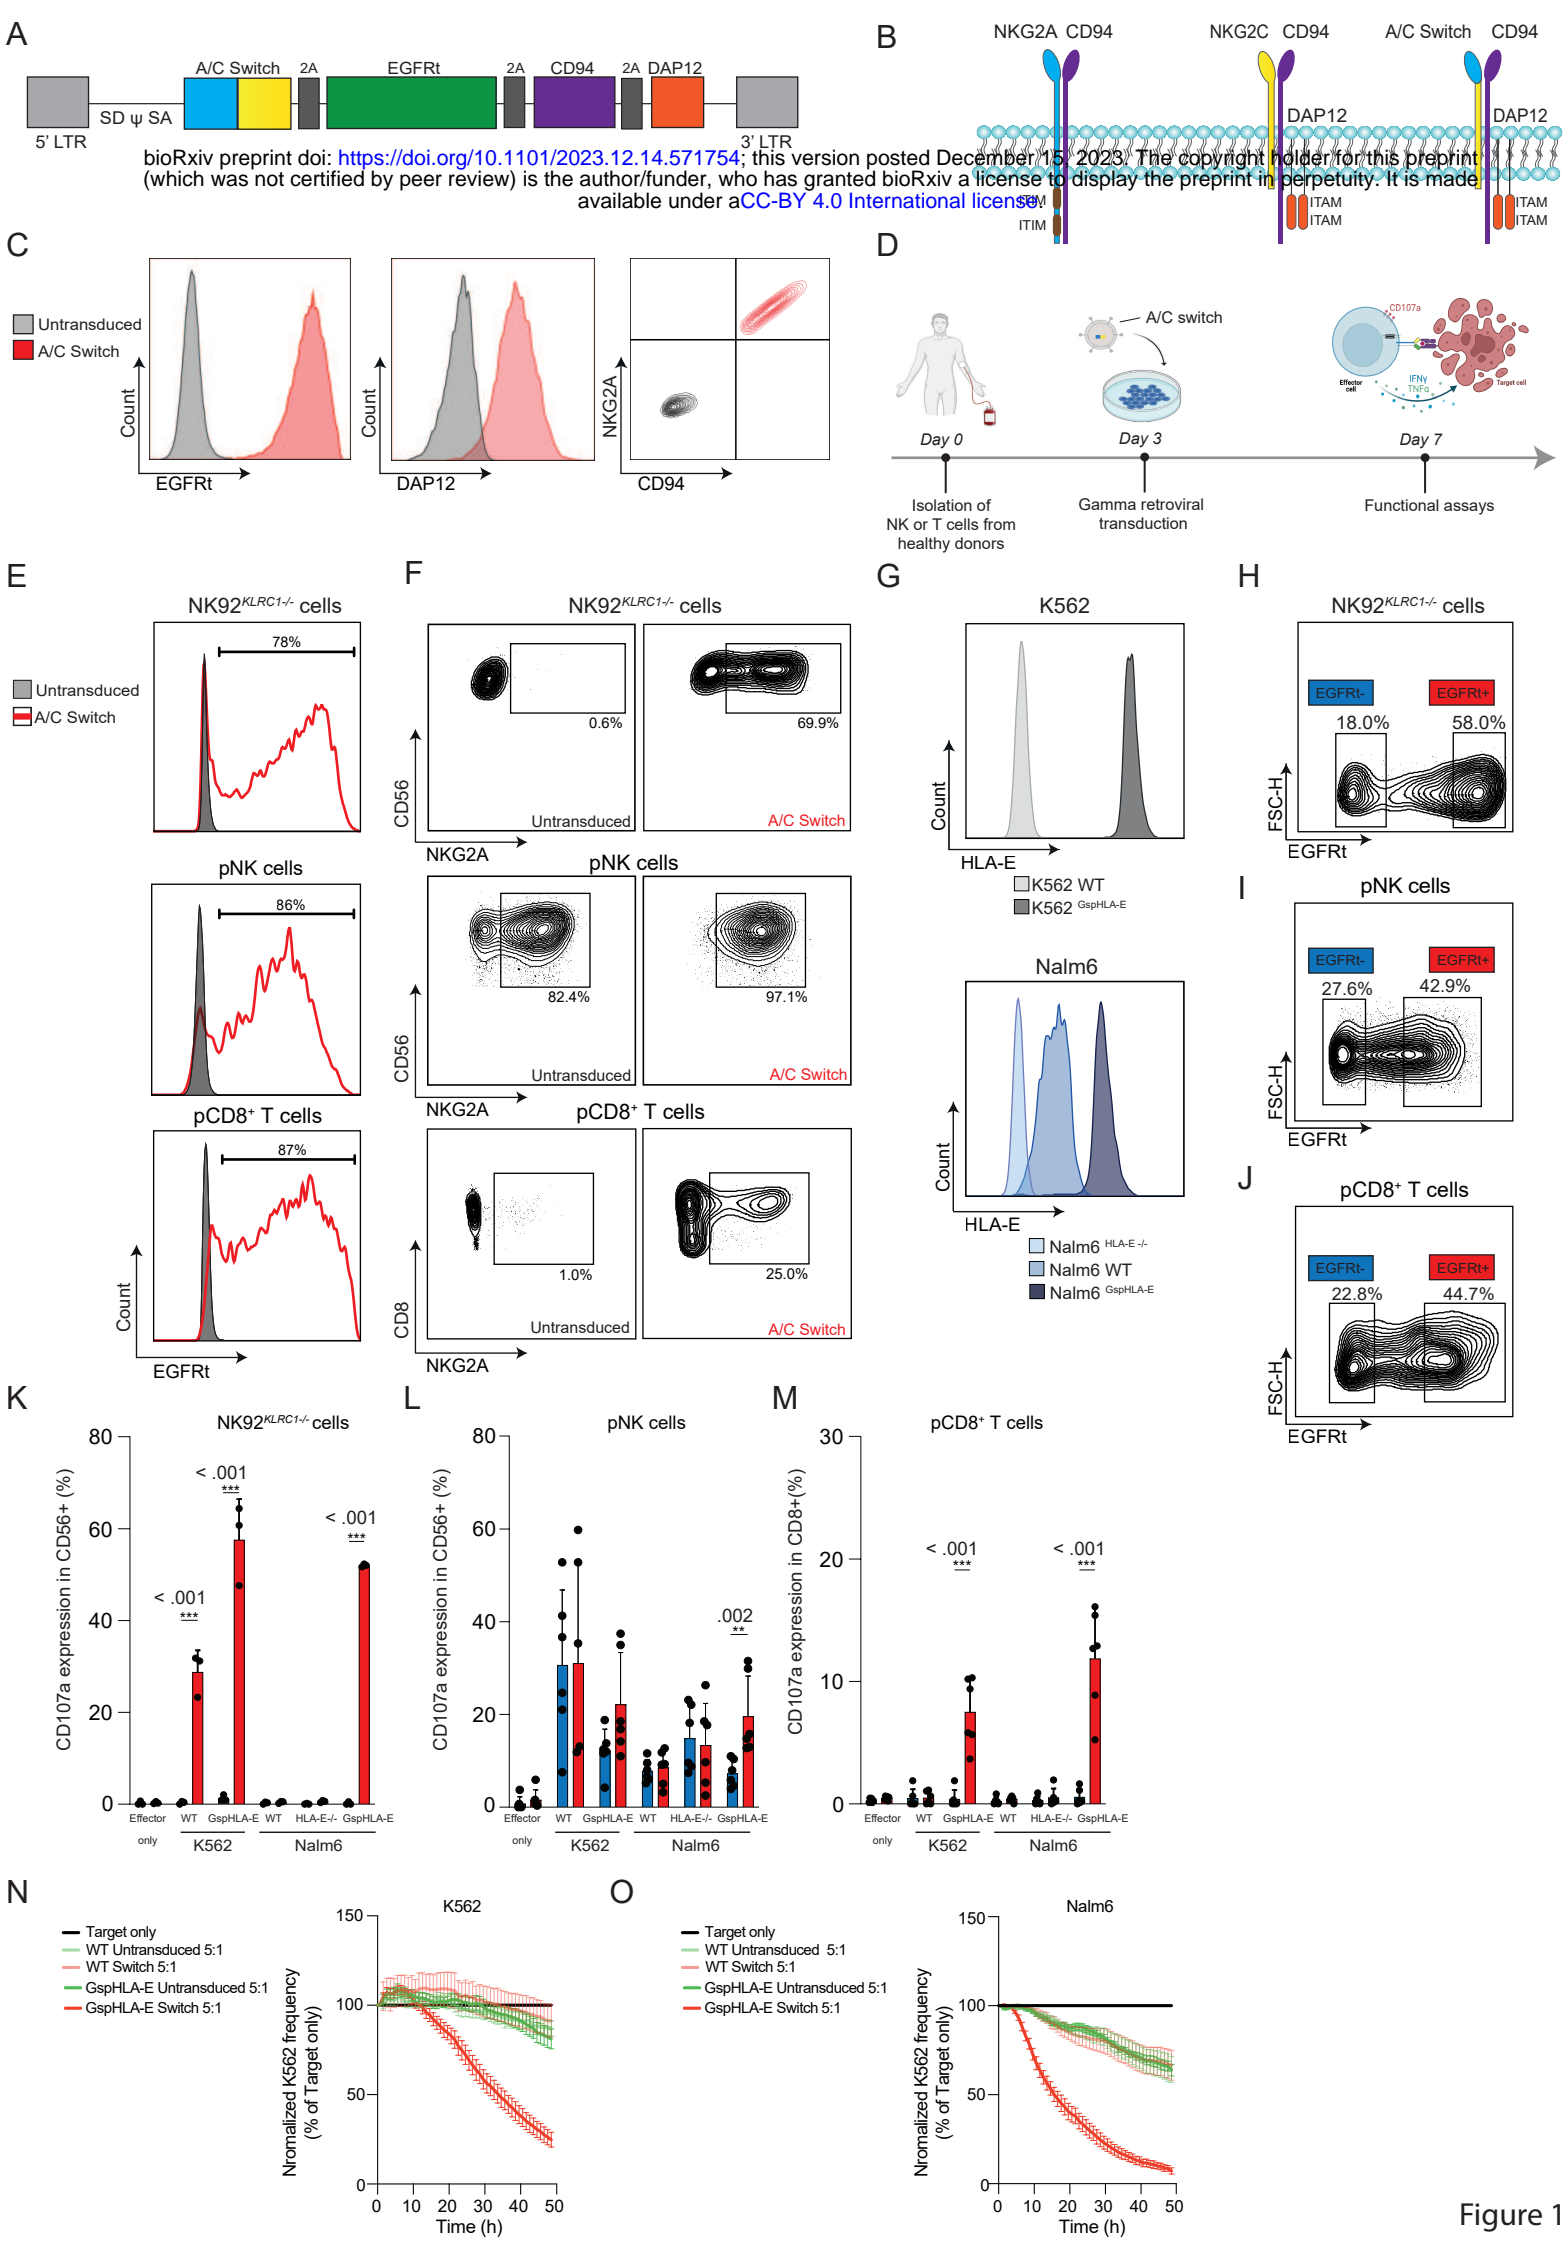 A
A/C Switch
2A
EGFRt
2A
CD94
2A
DAP12
SD ψ SA
5' LTR
3' LTR
B
NKG2A CD94
NKG2C CD94
A/C Switch CD94
DAP12
DAP12
ITIM
ITIM
ITAM
ITAM
ITAM
ITAM
bioRxiv preprint doi: https://doi.org/10.1101/2023.12.14.571754; this version posted December 15, 2023. The copyright holder for this preprint
(which was not certified by peer review) is the author/funder, who has granted bioRxiv a license to display the preprint in perpetuity. It is made
available under aCC-BY 4.0 International license.
C
Untransduced
A/C Switch
Count
EGFRt
Count
DAP12
NKG2A
CD94
D
A/C switch
CD107a
Effector
cell
IFNγ
TNFα
Target cell
Day 0
Day 3
Day 7
Isolation of
NK or T cells from
healthy donors
Gamma retroviral
transduction
Functional assays
E
NK92KLRC1-/- cells
78%
Untransduced
A/C Switch
pNK cells
86%
pCD8+ T cells
87%
Count
EGFRt
F
NK92KLRC1-/- cells
0.6%
69.9%
Untransduced
A/C Switch
CD56
NKG2A
pNK cells
82.4%
97.1%
Untransduced
A/C Switch
CD56
NKG2A
pCD8+ T cells
1.0%
25.0%
Untransduced
A/C Switch
CD8
NKG2A
G
K562
Count
HLA-E
K562 WT
K562 GspHLA-E
Nalm6
Count
HLA-E
Nalm6 HLA-E -/-
Nalm6 WT
Nalm6 GspHLA-E
H
NK92KLRC1-/- cells
EGFRt-
EGFRt+
18.0%
58.0%
FSC-H
EGFRt
I
pNK cells
EGFRt-
EGFRt+
27.6%
42.9%
FSC-H
EGFRt
J
pCD8+ T cells
EGFRt-
EGFRt+
22.8%
44.7%
FSC-H
EGFRt
K
NK92KLRC1-/- cells
CD107a expression in CD56+ (%)
80
60
40
20
0
< .001
***
< .001
***
< .001
***
Effector
only
WT
GspHLA-E
WT
HLA-E-/-
GspHLA-E
K562
Nalm6
L
pNK cells
CD107a expression in CD56+ (%)
80
60
40
20
0
.002
**
Effector
only
WT
GspHLA-E
WT
HLA-E-/-
GspHLA-E
K562
Nalm6
M
pCD8+ T cells
CD107a expression in CD8+(%)
30
20
10
0
< .001
***
< .001
***
Effector
only
WT
GspHLA-E
WT
HLA-E-/-
GspHLA-E
K562
Nalm6
N
Target only
WT Untransduced 5:1
WT Switch 5:1
GspHLA-E Untransduced 5:1
GspHLA-E Switch 5:1
K562
Nromalized K562 frequency
(% of Target only)
150
100
50
0
0 10 20 30 40 50
Time (h)
O
Target only
WT Untransduced 5:1
WT Switch 5:1
GspHLA-E Untransduced 5:1
GspHLA-E Switch 5:1
Nalm6
Nromalized K562 frequency
(% of Target only)
150
100
50
0
0 10 20 30 40 50
Time (h)
Figure 1